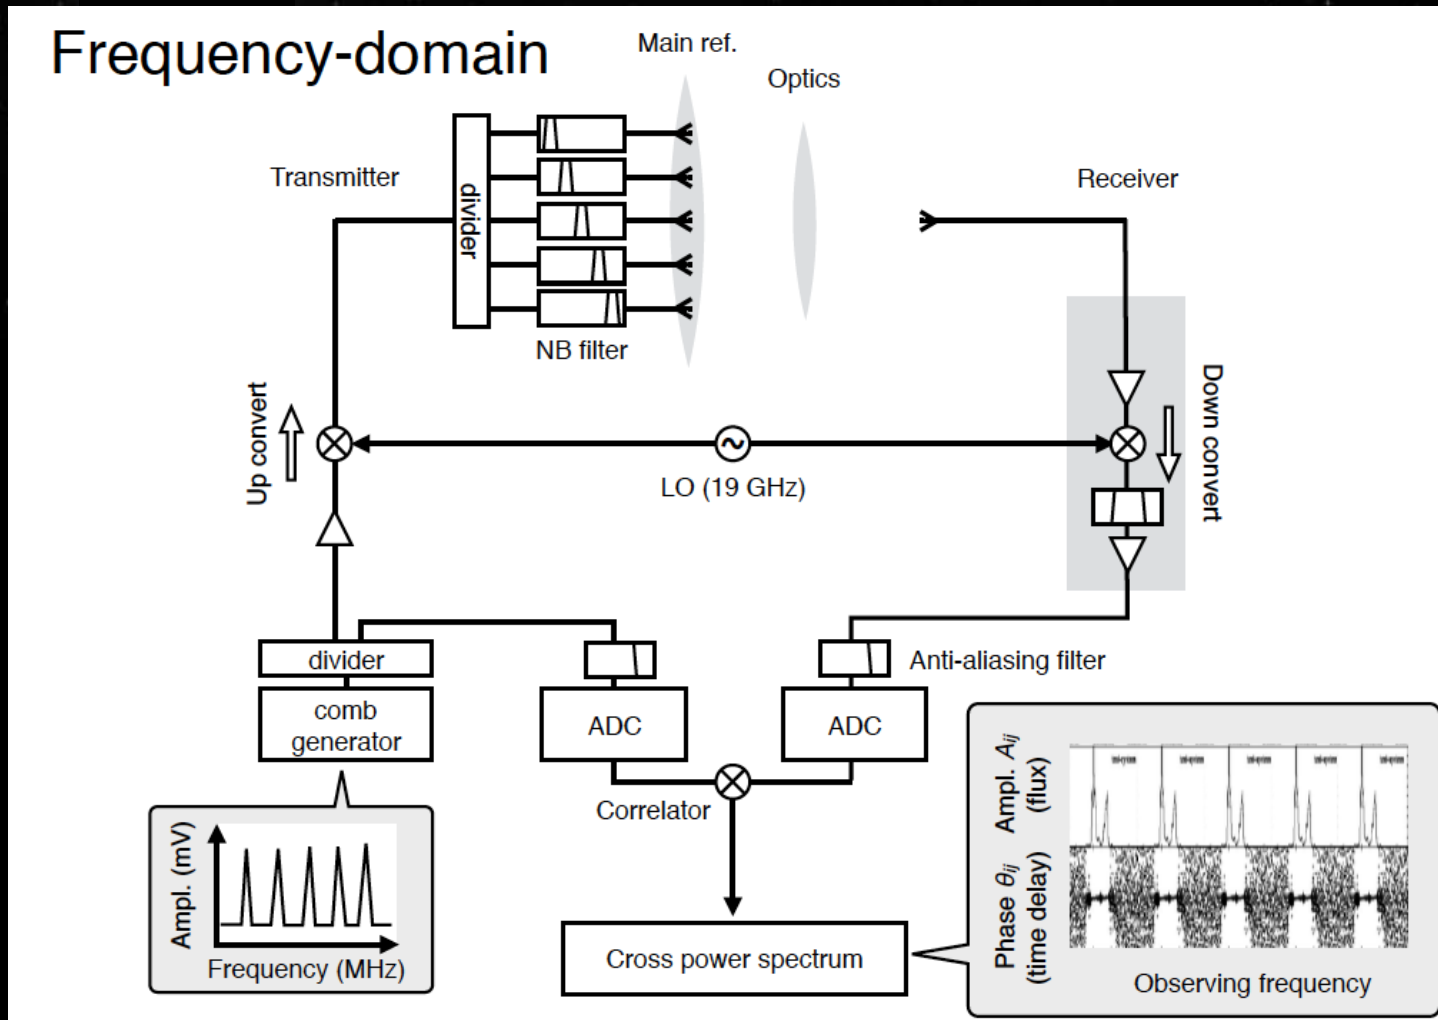 Frequency-domain
Main ref.
Optics
Transmitter
divider
Receiver
NB filter
Up convert
Down convert
LO (19 GHz)
divider
comb
generator
ADC
ADC
Anti-aliasing filter
Correlator
Ampl. (mV)
Frequency (MHz)
Cross power spectrum
Ampl. Aij
(flux)
Phase θij
(time delay)
Observing frequency